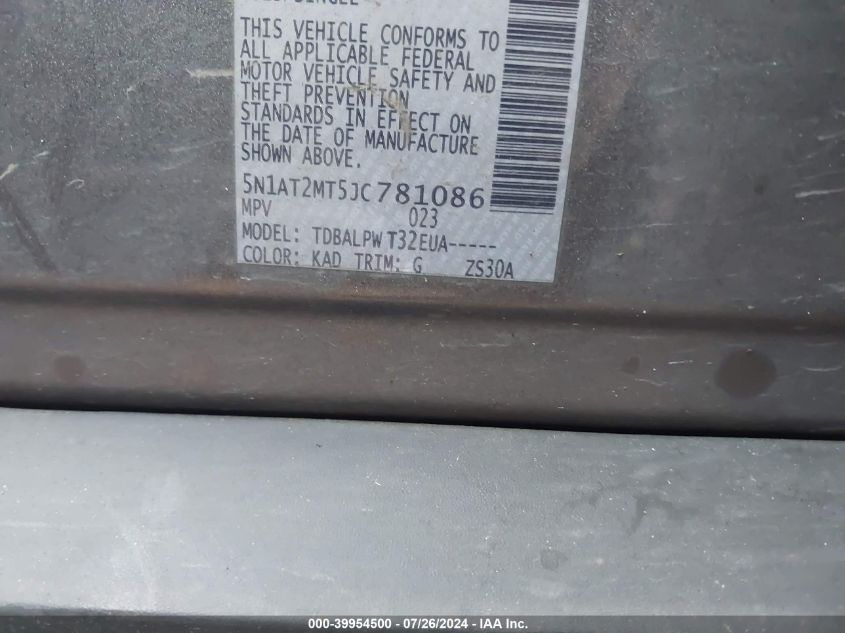 THIS VEHICLE CONFORMS TO
ALL APPLICABLE FEDERAL
MOTOR VEHICLE SAFETY AND
THEFT PREVENTION
STANDARDS IN EFFECT ON
THE DATE OF MANUFACTURE
SHOWN ABOVE.
5N1AT2MT5JC781086
MPV 023
MODEL: TDBALPW T32EUA-----
COLOR: KAD TRIM: G ZS30A
000-39954500 - 07/26/2024 - IAA Inc.